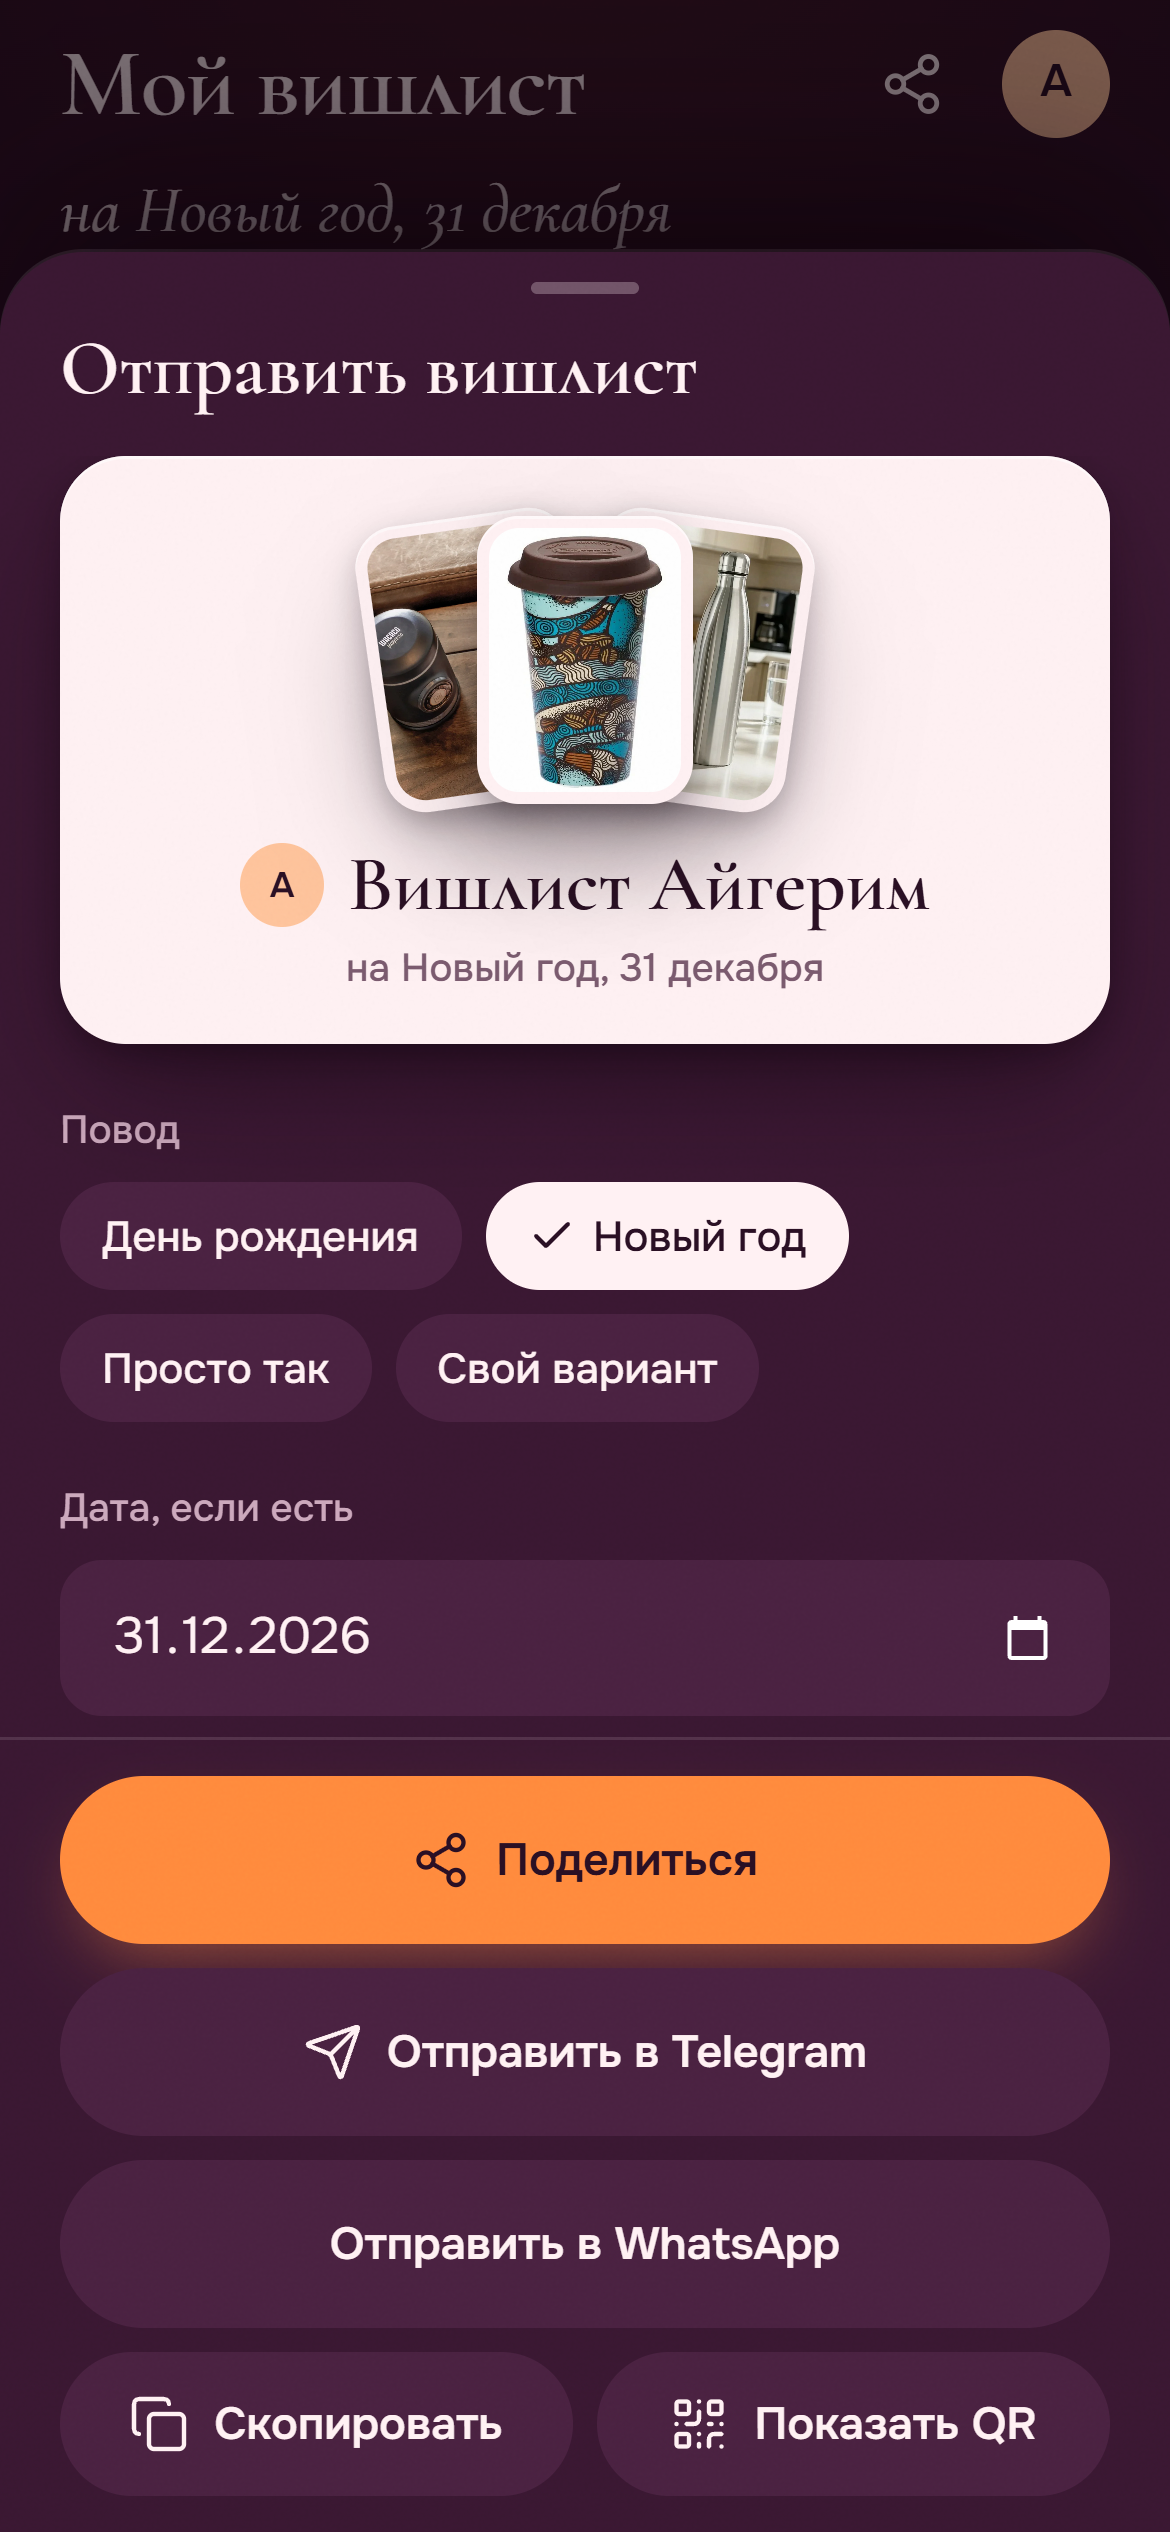 Мой вишлист
A
на Новый год, 31 декабря
Отправить вишлист
A Вишлист Айгерим
на Новый год, 31 декабря
Повод
День рождения
Новый год
Просто так
Свой вариант
Дата, если есть
31.12.2026
Поделиться
Отправить в Telegram
Отправить в WhatsApp
Скопировать
Показать QR